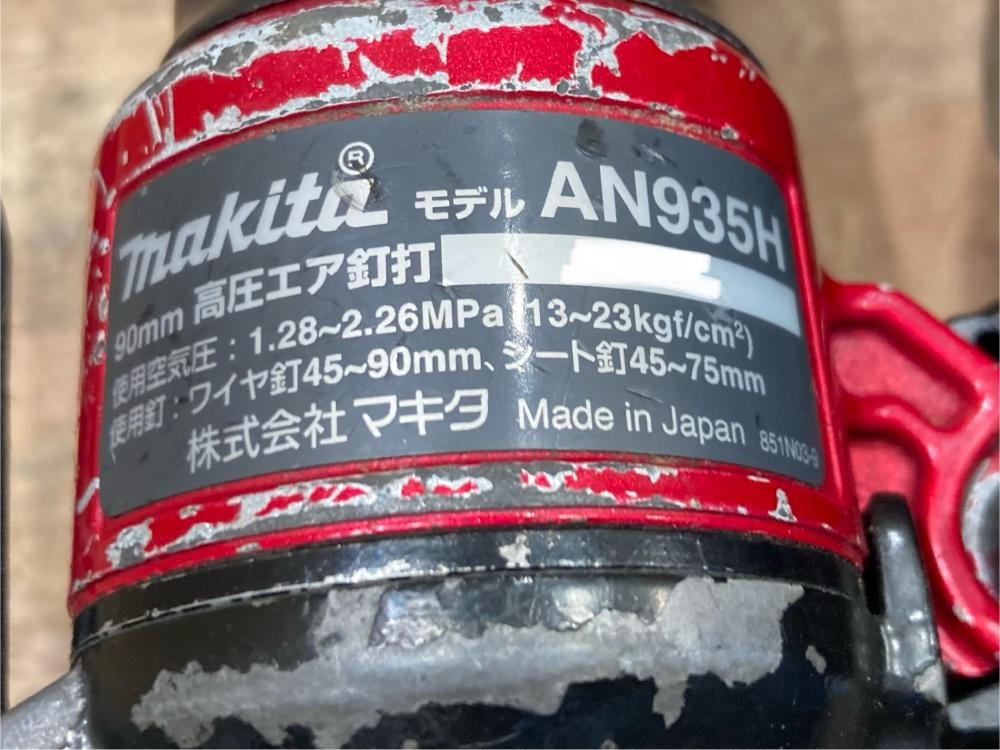 makita® モデル AN935H
90mm 高圧エア釘打
使用空気圧：1.28~2.26MPa (13~23kgf/cm²)
使用釘：ワイヤ釘45~90mm、シート釘45~75mm
株式会社マキタ Made in Japan 851N03-9